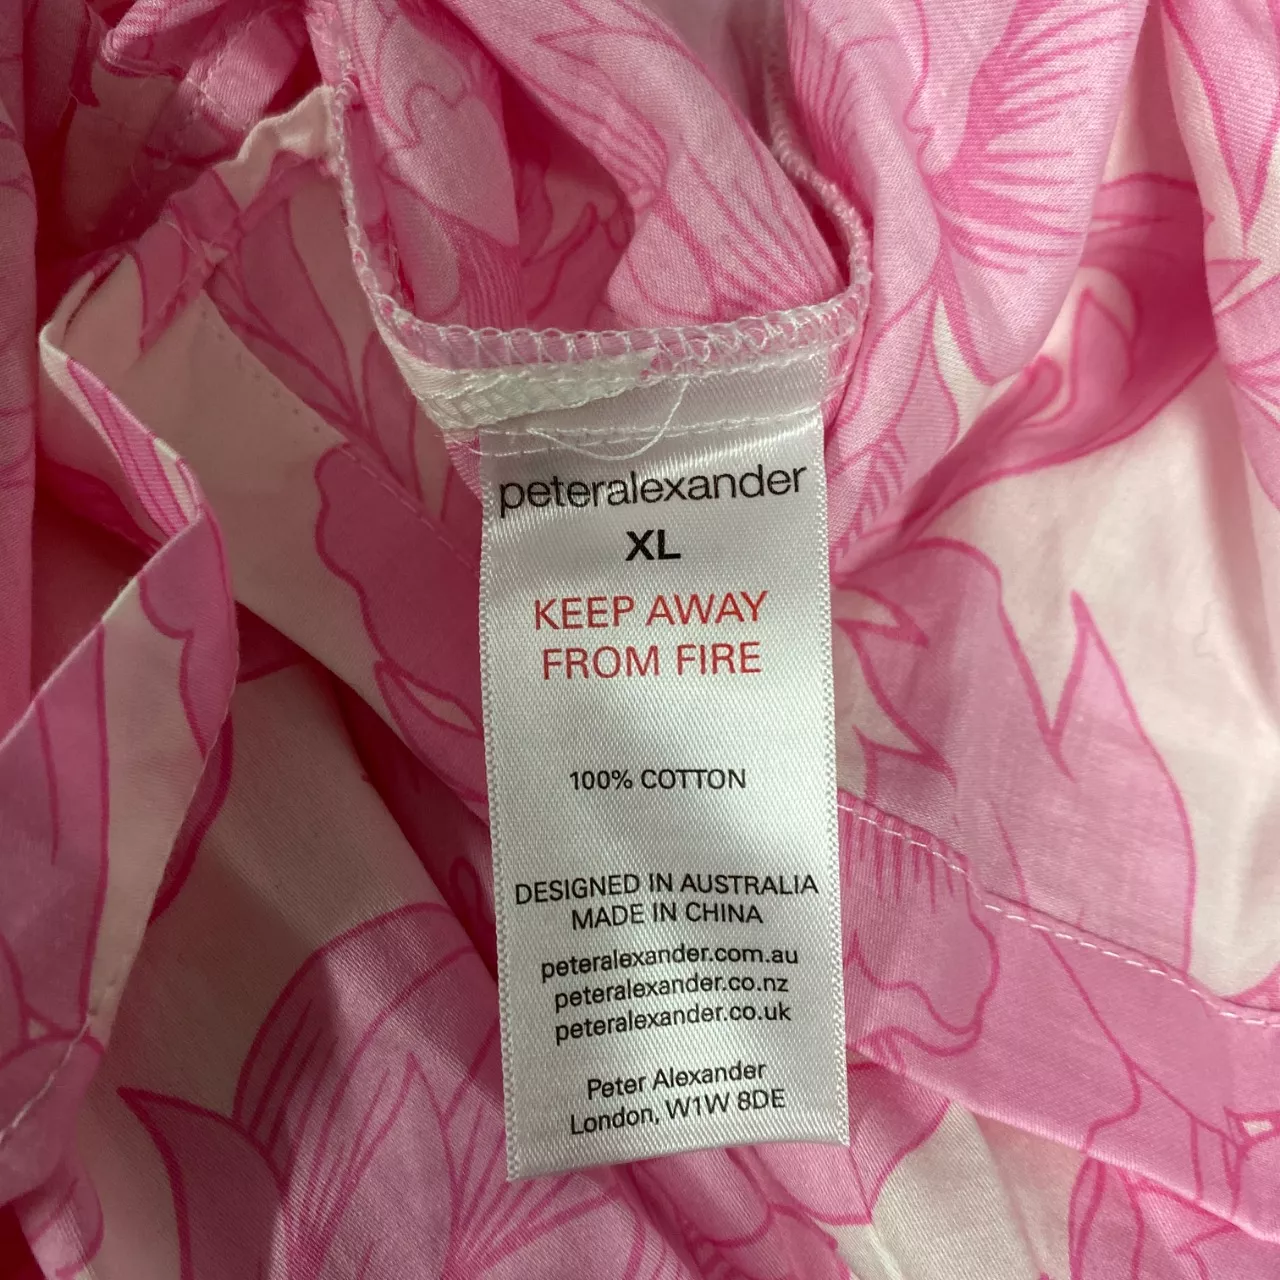 peteralexander
XL
KEEP AWAY
FROM FIRE
100% COTTON
DESIGNED IN AUSTRALIA
MADE IN CHINA
peteralexander.com.au
peteralexander.co.nz
peteralexander.co.uk
Peter Alexander
London, W1W 8DE